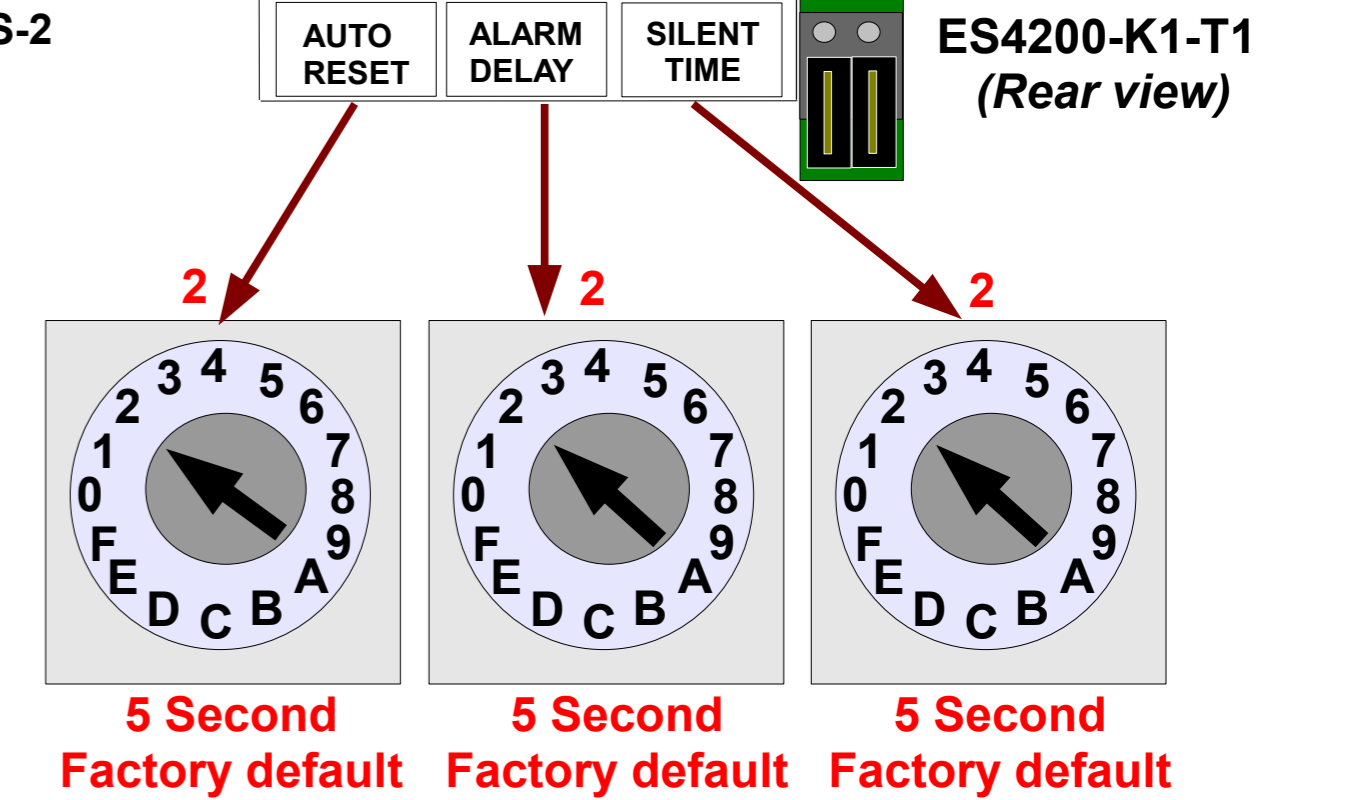 S-2
AUTO
RESET
ALARM
DELAY
SILENT
TIME
ES4200-K1-T1
(Rear view)
2
2
2
0 1 2 3 4 5 6 7 8 9 A B C D E F
0 1 2 3 4 5 6 7 8 9 A B C D E F
0 1 2 3 4 5 6 7 8 9 A B C D E F
5 Second
Factory default
5 Second
Factory default
5 Second
Factory default